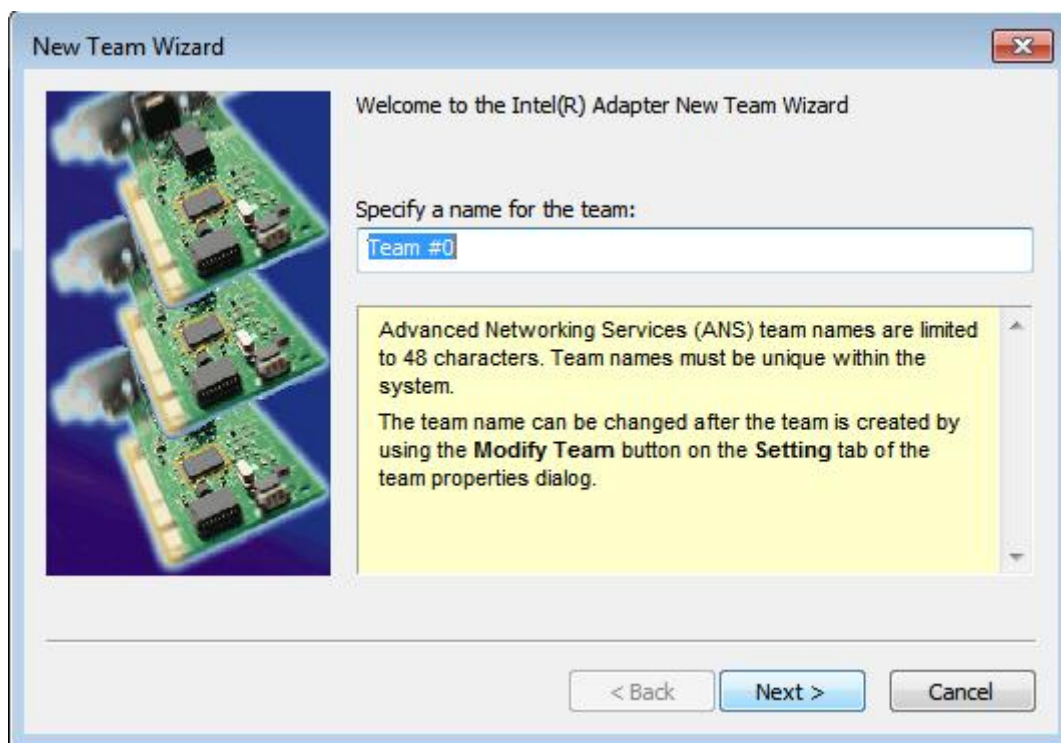 New Team Wizard
Welcome to the Intel(R) Adapter New Team Wizard
Specify a name for the team:
Team #0
Advanced Networking Services (ANS) team names are limited
to 48 characters. Team names must be unique within the
system.
The team name can be changed after the team is created by
using the Modify Team button on the Setting tab of the
team properties dialog.
< Back
Next >
Cancel